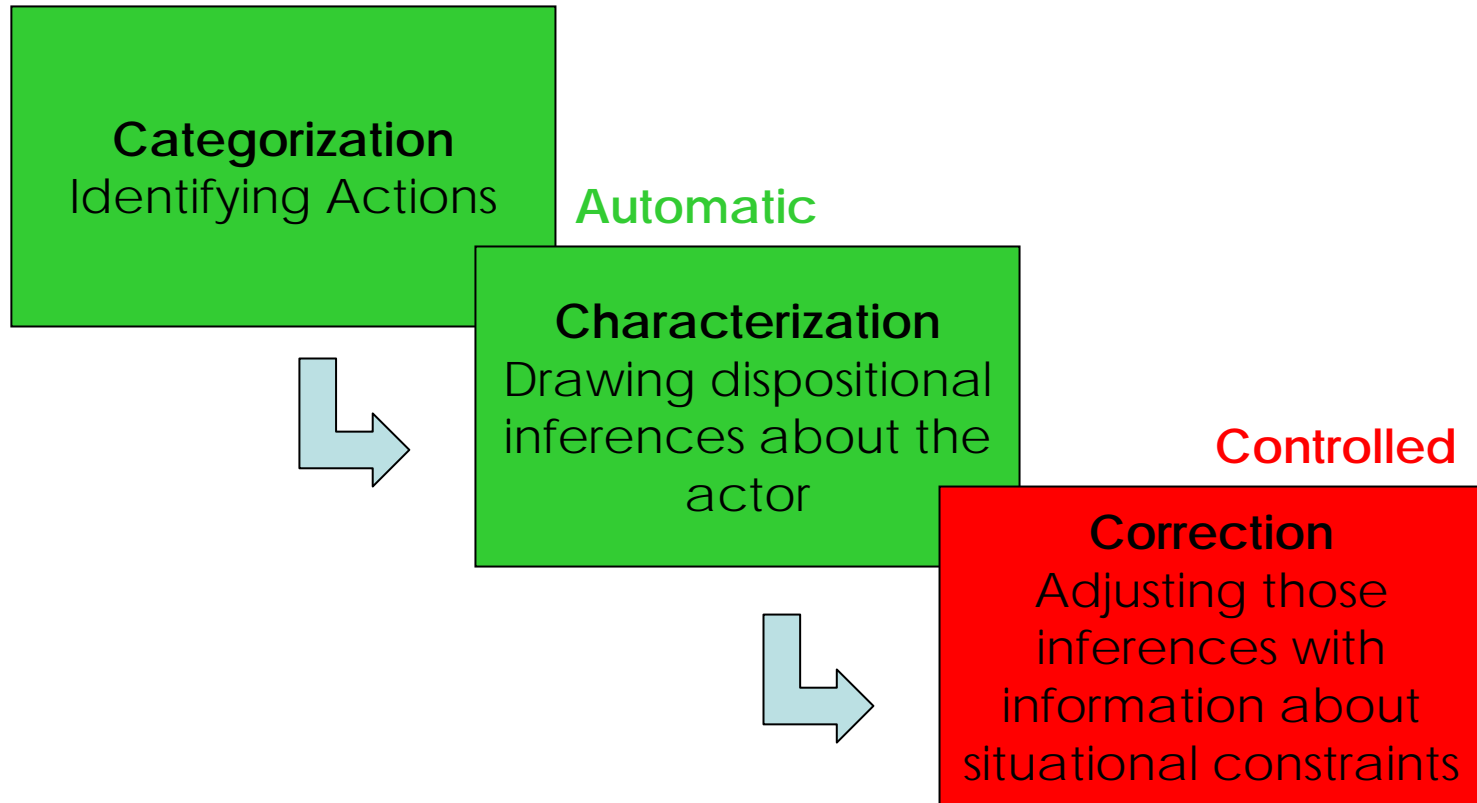 Categorization
Identifying Actions
Automatic
Characterization
Drawing dispositional
inferences about the
actor
Controlled
Correction
Adjusting those
inferences with
information about
situational constraints